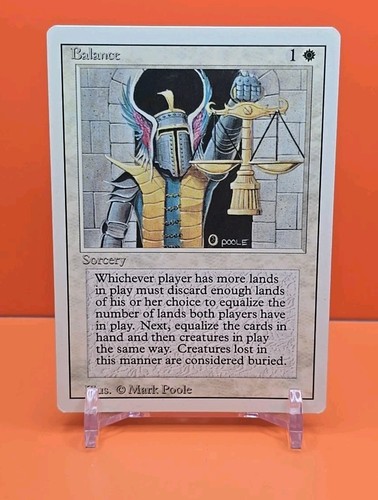 Balance 1
POOLE
Sorcery
Whichever player has more lands
in play must discard enough lands
of his or her choice to equalize the
number of lands both players have
in play. Next, equalize the cards in
hand and then creatures in play
the same way. Creatures lost in
this manner are considered buried.
© Mark Poole